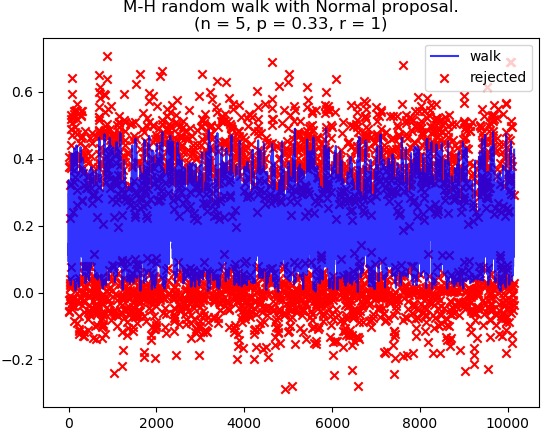 M-H random walk with Normal proposal.
(n = 5, p = 0.33, r = 1)
walk
rejected
0.6
0.4
0.2
0.0
−0.2
0
2000
4000
6000
8000
10000